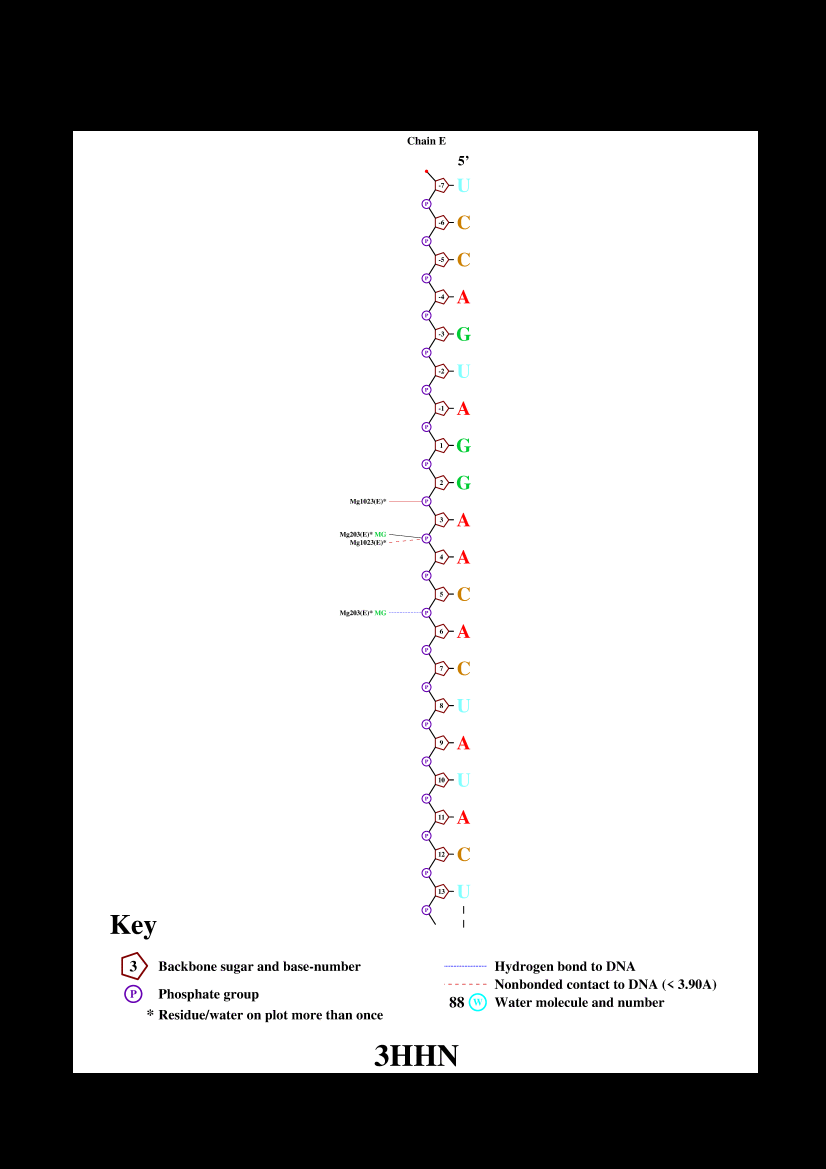 Chain E
5’
-7 U
P
-6 C
P
-5 C
P
-4 A
P
-3 G
P
-2 U
P
-1 A
P
1 G
P
2 G
Mg1023(E)* P
3 A
Mg203(E)* MG P
Mg1023(E)*
4 A
P
5 C
Mg203(E)* MG P
6 A
P
7 C
P
8 U
P
9 A
P
10 U
P
11 A
P
12 C
P
13 U
P
Key
3 Backbone sugar and base-number
P Phosphate group
* Residue/water on plot more than once
Hydrogen bond to DNA
Nonbonded contact to DNA (< 3.90A)
88 W Water molecule and number
3HHN